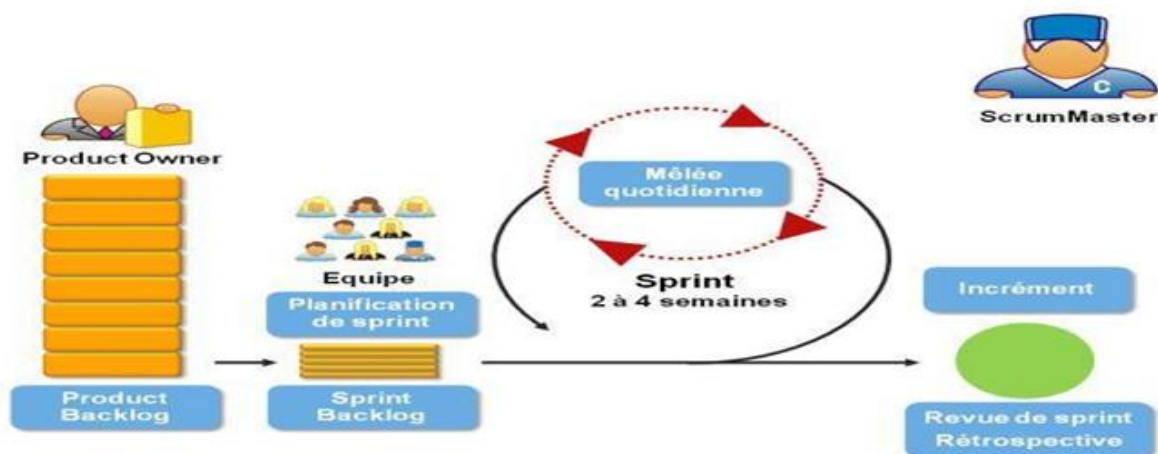 Product Owner
Product
Backlog
Equipe
Planification
de sprint
Sprint
Backlog
Mêlée
quotidienne
Sprint
2 à 4 semaines
C
ScrumMaster
Incrément
Revue de sprint
Rétrospective